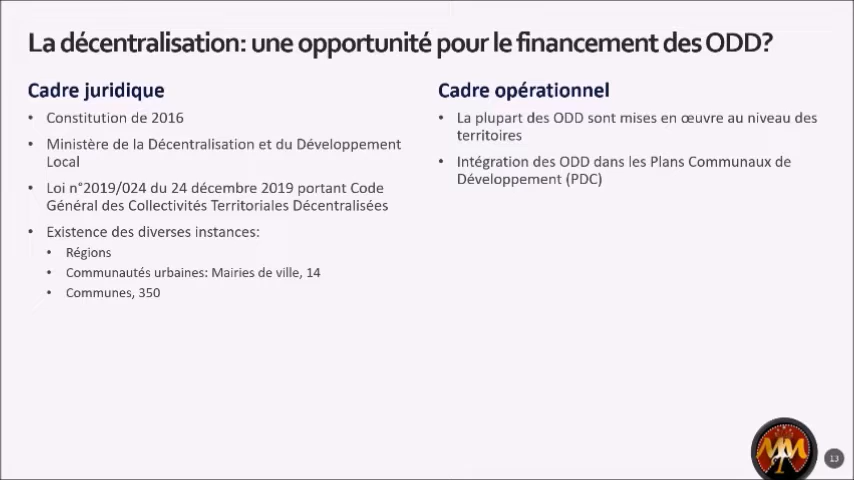 La décentralisation: une opportunité pour le financement des ODD?
Cadre juridique
• Constitution de 2016
• Ministère de la Décentralisation et du Développement
Local
• Loi n°2019/024 du 24 décembre 2019 portant Code
Général des Collectivités Territoriales Décentralisées
• Existence des diverses instances:
• Régions
• Communautés urbaines: Mairies de ville, 14
• Communes, 350
Cadre opérationnel
• La plupart des ODD sont mises en œuvre au niveau des
territoires
• Intégration des ODD dans les Plans Communaux de
Développement (PDC)
13